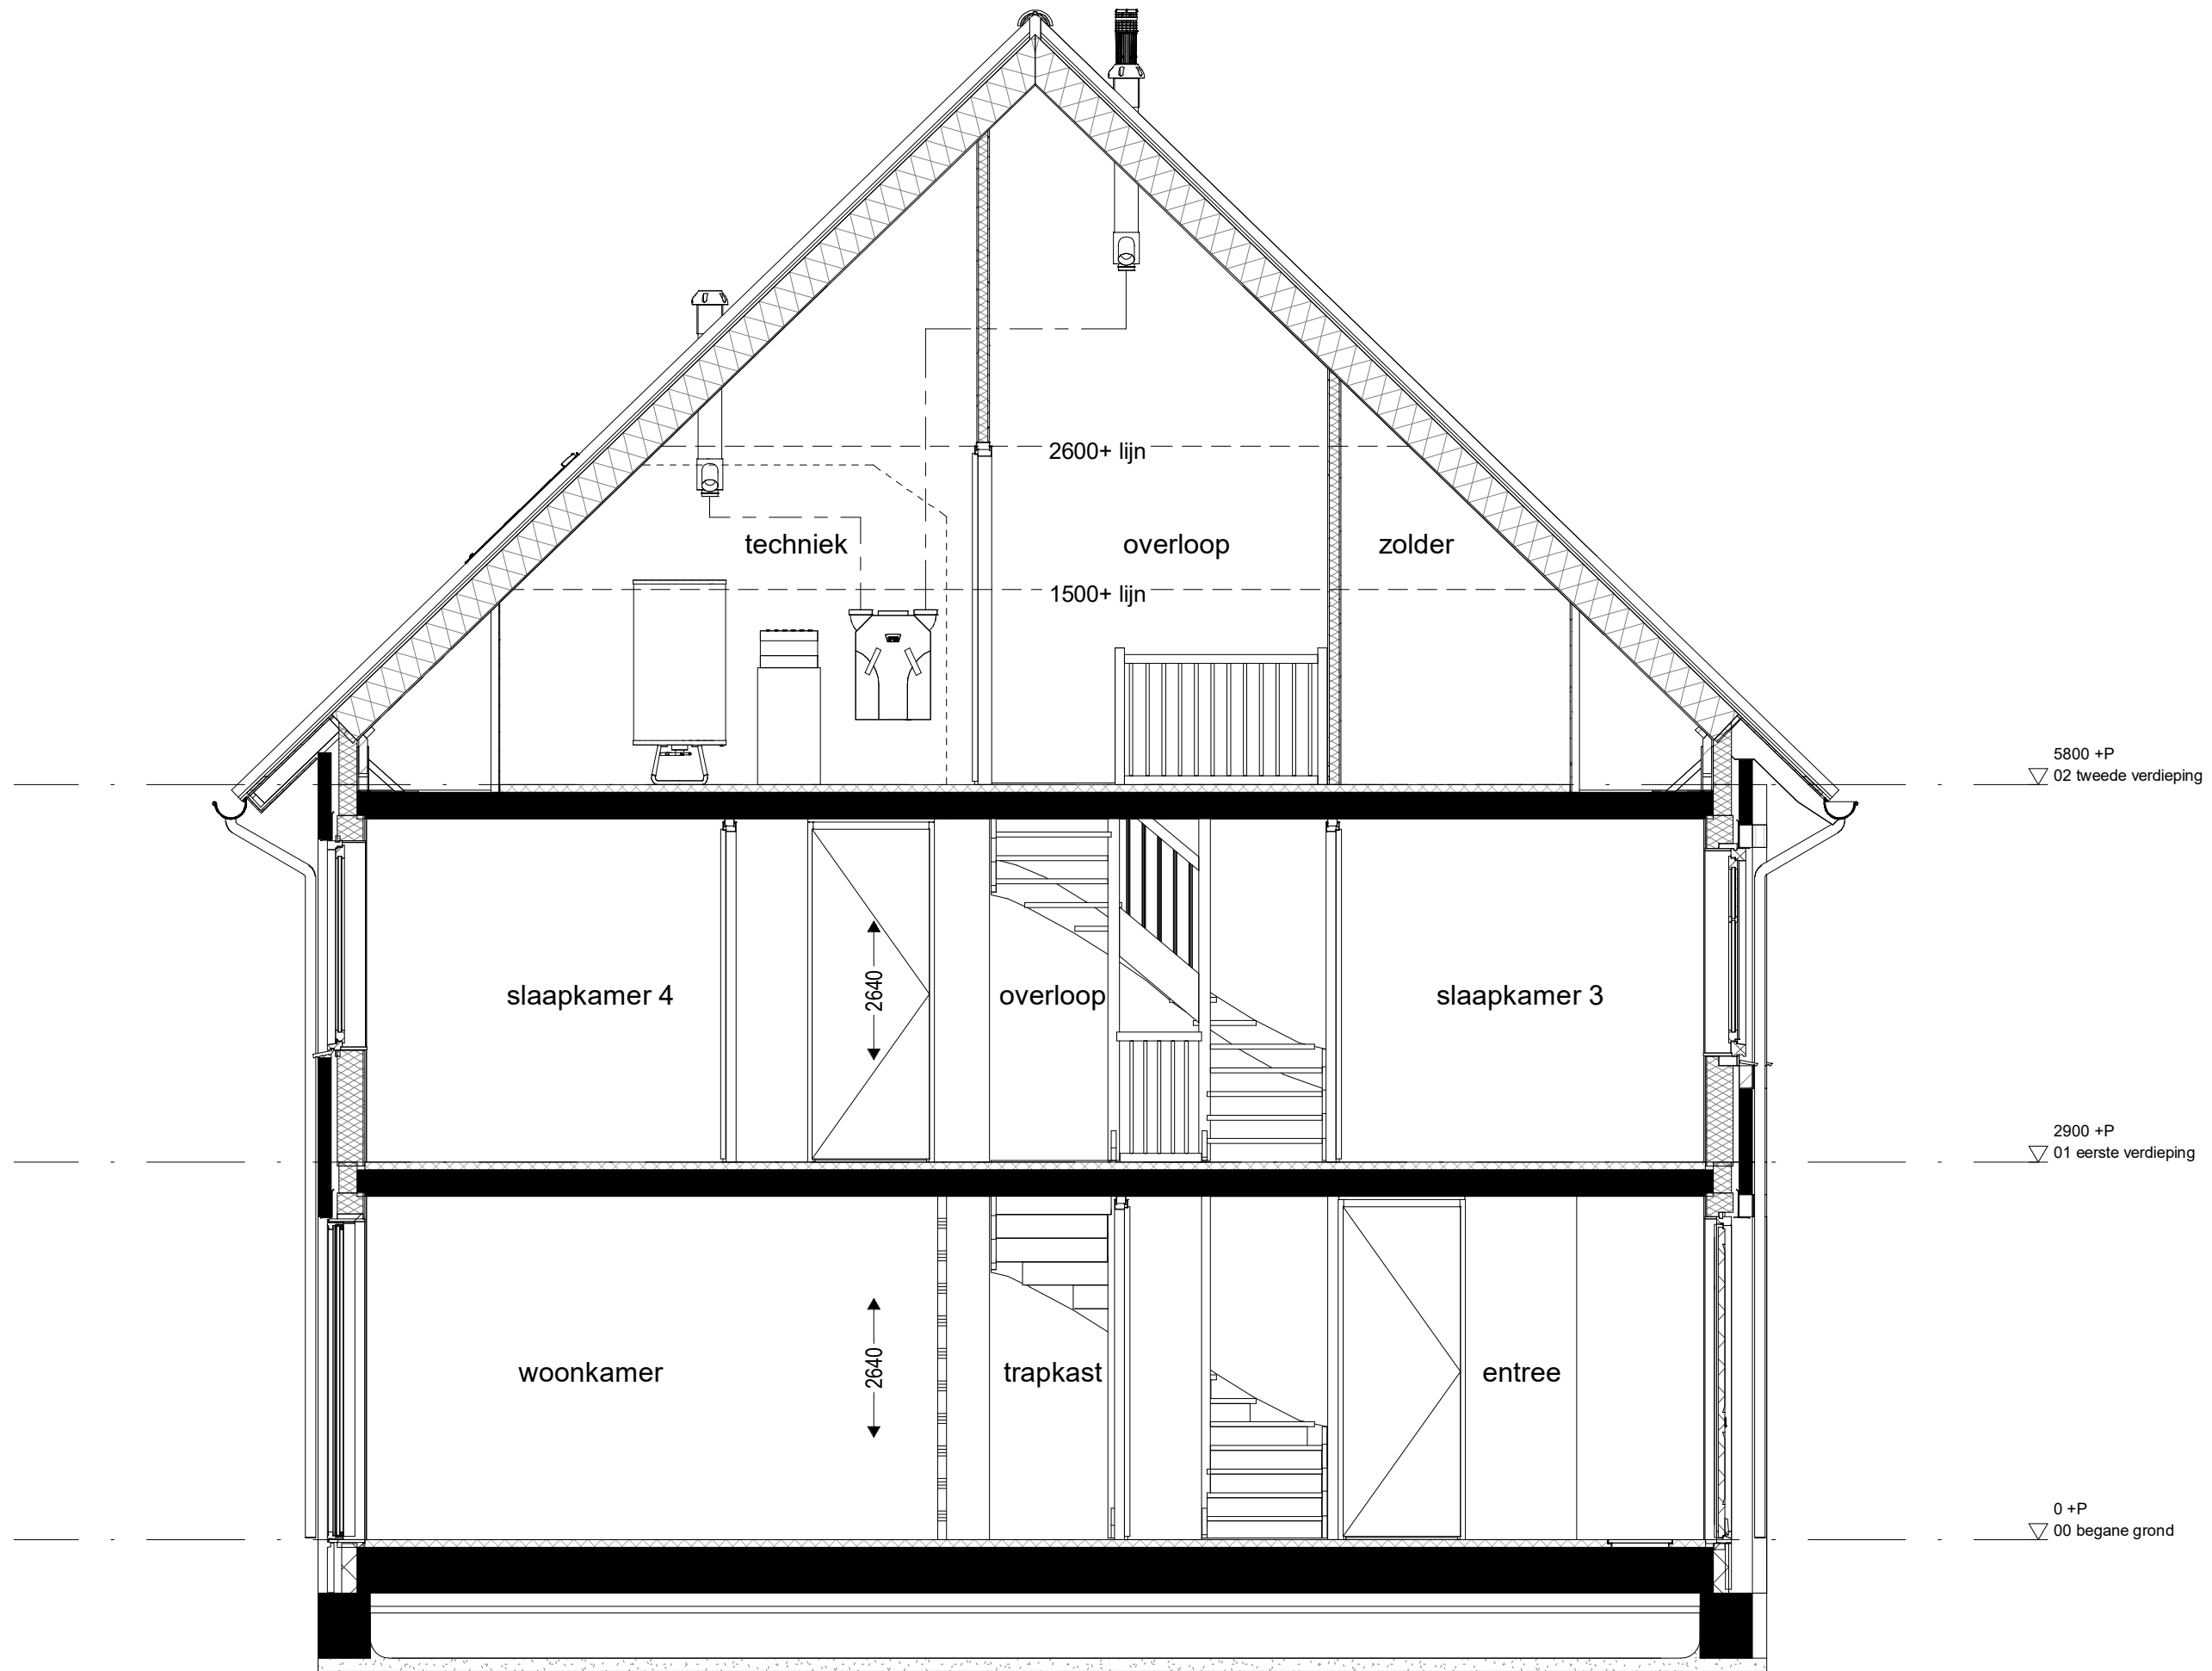 2600+ lijn
techniek
overloop
zolder
1500+ lijn
5800 +P
02 tweede verdieping
slaapkamer 4
2640
overloop
slaapkamer 3
2900 +P
01 eerste verdieping
woonkamer
2640
trapkast
entree
0 +P
00 begane grond